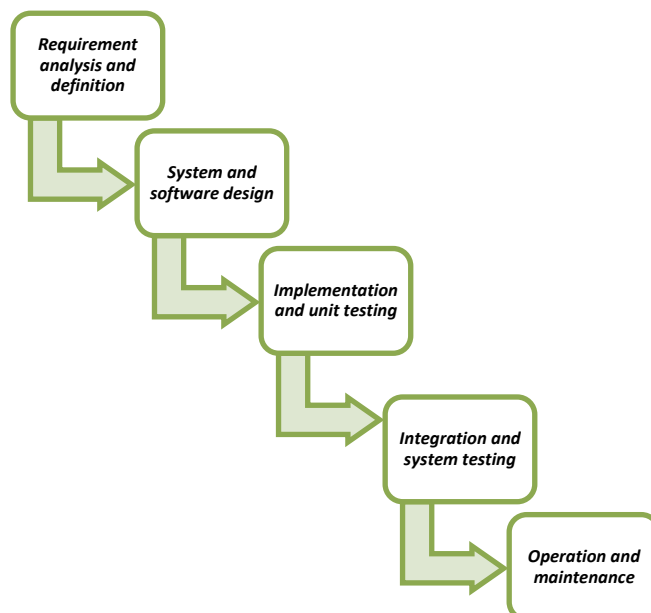 Requirement
analysis and
definition
System and
software design
Implementation
and unit testing
Integration and
system testing
Operation and
maintenance